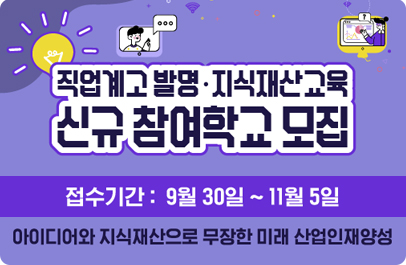 직업계고 발명·지식재산교육
신규 참여학교 모집
접수기간 : 9월 30일 ~ 11월 5일
아이디어와 지식재산으로 무장한 미래 산업인재양성